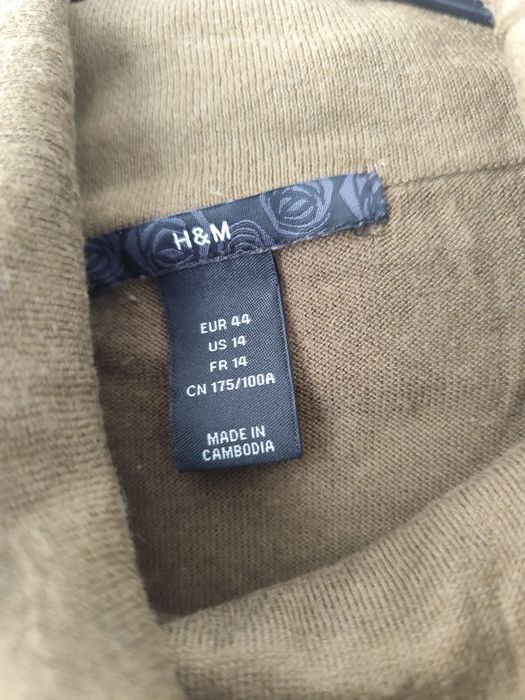 H&M
EUR 44
US 14
FR 14
CN 175/100A
MADE IN
CAMBODIA